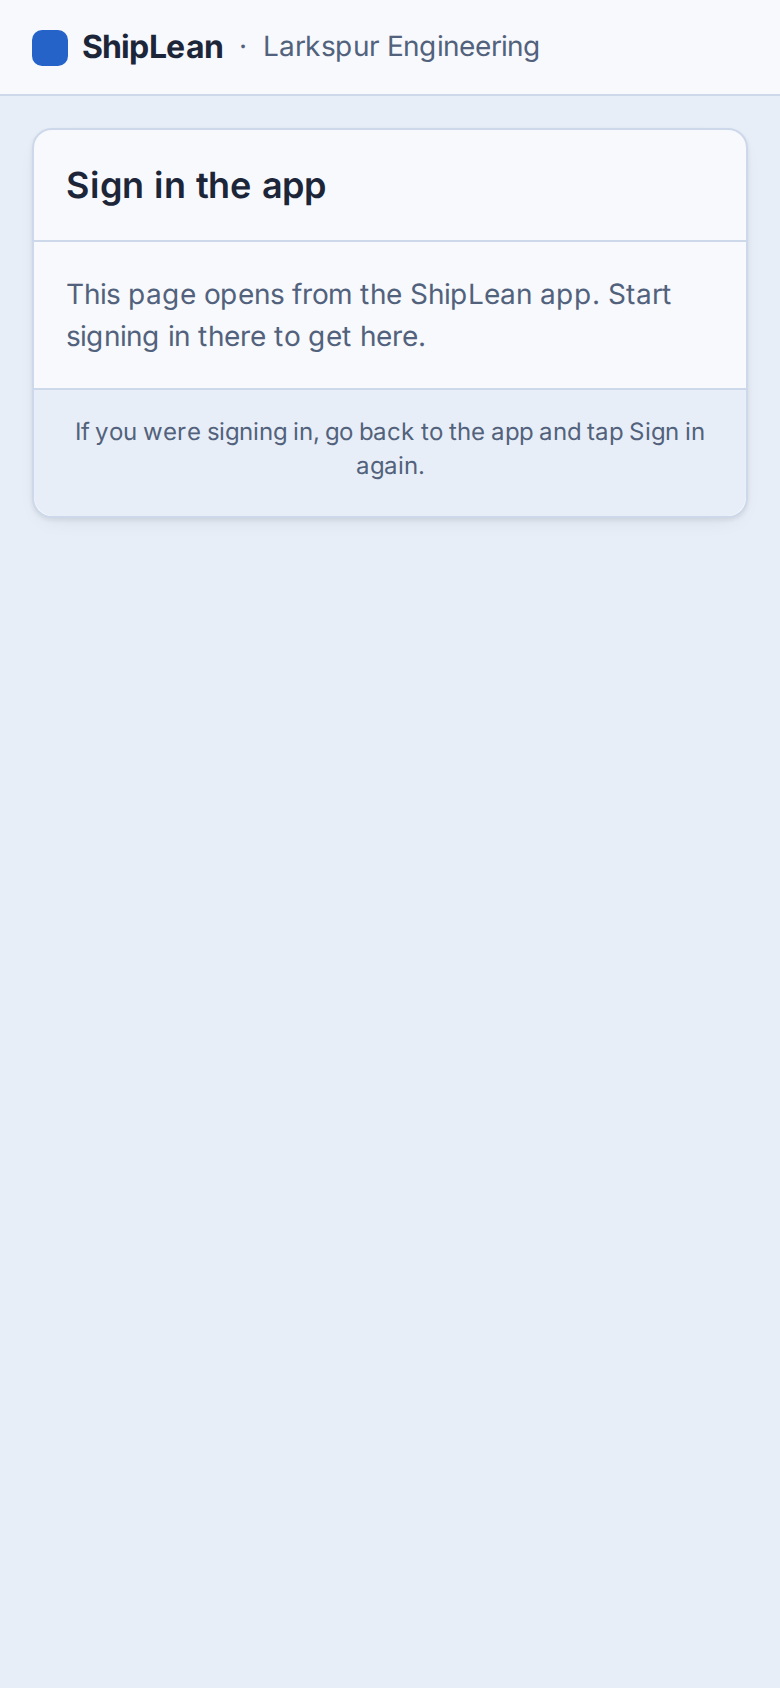 ShipLean · Larkspur Engineering
Sign in the app
This page opens from the ShipLean app. Start
signing in there to get here.
If you were signing in, go back to the app and tap Sign in
again.